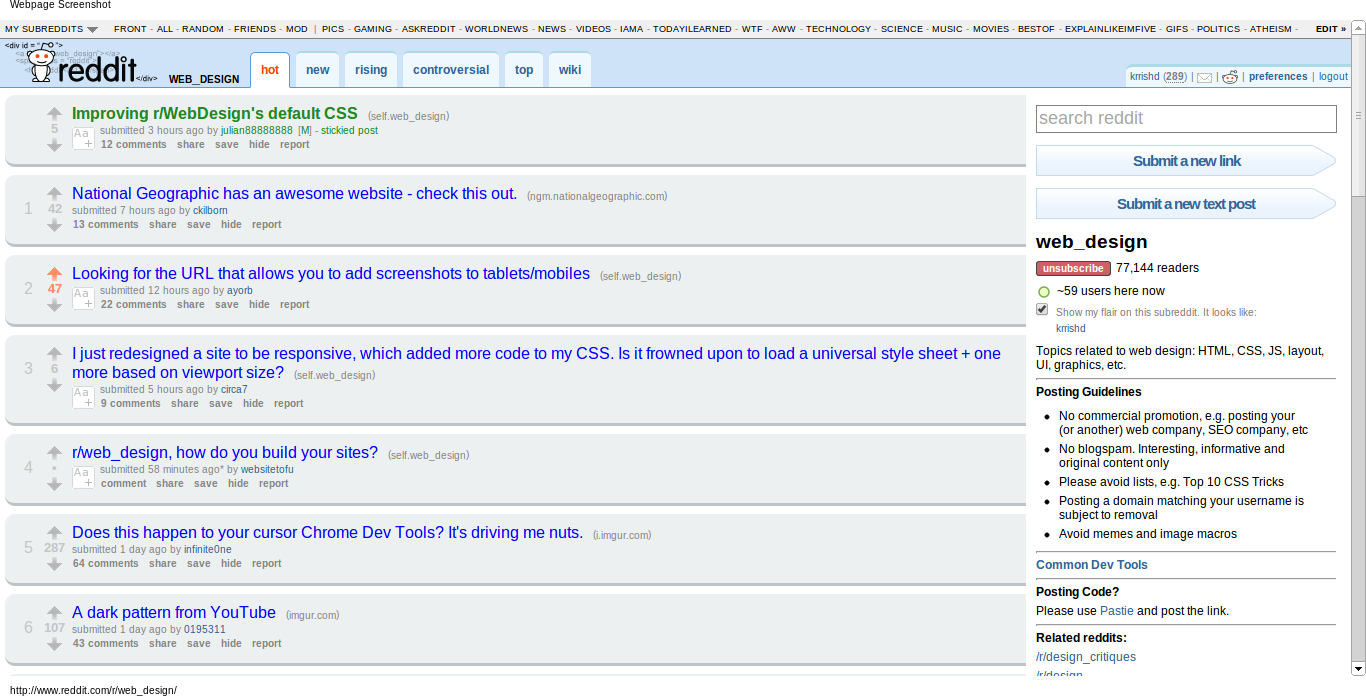 Webpage Screenshot
MY SUBREDDITS FRONT - ALL - RANDOM - FRIENDS - MOD | PICS - GAMING - ASKREDDIT - WORLDNEWS - NEWS - VIDEOS - IAMA - TODAYILEARNED - WTF - AWW - TECHNOLOGY - SCIENCE - MUSIC - MOVIES - BESTOF - EXPLAINLIKEIMFIVE - GIFS - POLITICS - ATHEISM - EDIT »
<div id = " ">
reddit </div> WEB_DESIGN hot new rising controversial top wiki
krrishd (289) | | | preferences | logout
Improving r/WebDesign's default CSS (self.web_design)
5
submitted 3 hours ago by julian88888888 [M] - stickied post
Aa +
12 comments share save hide report
1
42
National Geographic has an awesome website - check this out. (ngm.nationalgeographic.com)
submitted 7 hours ago by ckilborn
13 comments share save hide report
2
47
Looking for the URL that allows you to add screenshots to tablets/mobiles (self.web_design)
submitted 12 hours ago by ayorb
Aa +
22 comments share save hide report
3
6
I just redesigned a site to be responsive, which added more code to my CSS. Is it frowned upon to load a universal style sheet + one
more based on viewport size? (self.web_design)
submitted 5 hours ago by circa7
Aa +
9 comments share save hide report
4
•
r/web_design, how do you build your sites? (self.web_design)
submitted 58 minutes ago* by websitetofu
Aa +
comment share save hide report
5
287
Does this happen to your cursor Chrome Dev Tools? It's driving me nuts. (i.imgur.com)
submitted 1 day ago by infinite0ne
64 comments share save hide report
6
107
A dark pattern from YouTube (imgur.com)
submitted 1 day ago by 0195311
43 comments share save hide report
search reddit
Submit a new link
Submit a new text post
web_design
unsubscribe 77,144 readers
~59 users here now
Show my flair on this subreddit. It looks like:
krrishd
Topics related to web design: HTML, CSS, JS, layout,
UI, graphics, etc.
Posting Guidelines
• No commercial promotion, e.g. posting your
(or another) web company, SEO company, etc
• No blogspam. Interesting, informative and
original content only
• Please avoid lists, e.g. Top 10 CSS Tricks
• Posting a domain matching your username is
subject to removal
• Avoid memes and image macros
Common Dev Tools
Posting Code?
Please use Pastie and post the link.
Related reddits:
/r/design_critiques
/r/design
http://www.reddit.com/r/web_design/